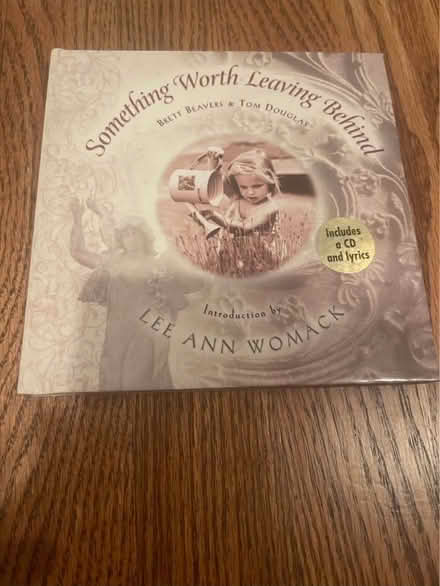 Something Worth Leaving Behind
BRETT BEAVERS & TOM DOUGLAS
Includes
a CD
and lyrics
Introduction by
LEE ANN WOMACK